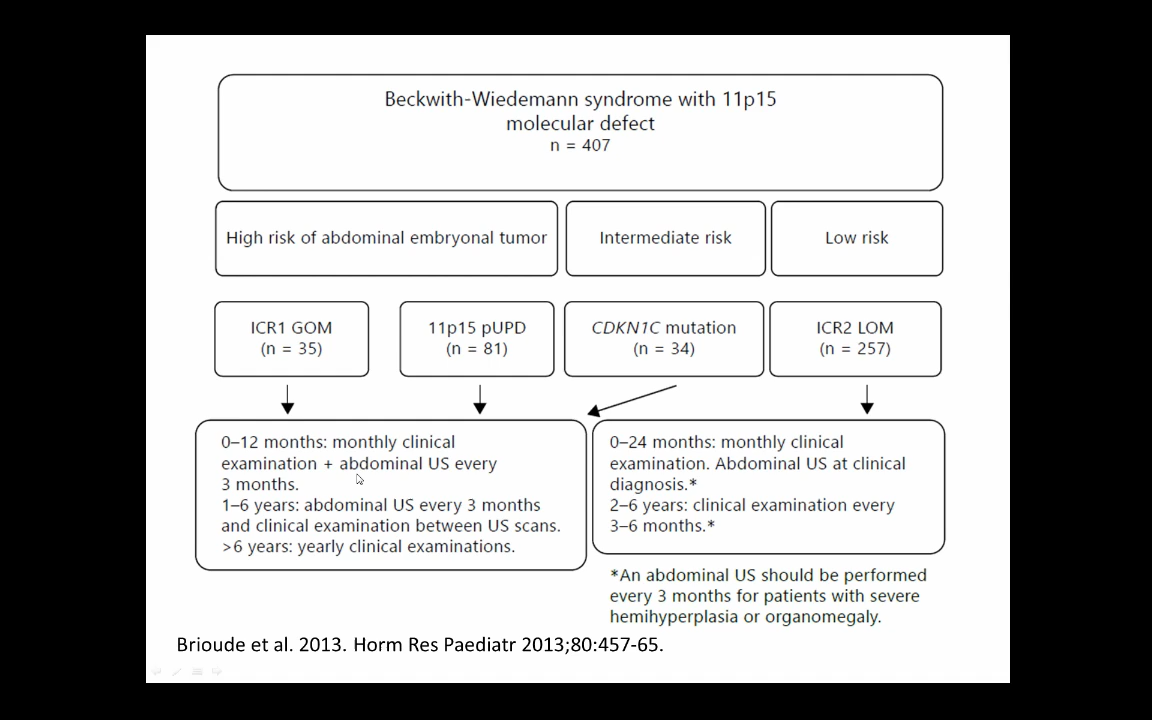 Beckwith-Wiedemann syndrome with 11p15
molecular defect
n = 407
High risk of abdominal embryonal tumor
Intermediate risk
Low risk
ICR1 GOM
(n = 35)
11p15 pUPD
(n = 81)
CDKN1C mutation
(n = 34)
ICR2 LOM
(n = 257)
0–12 months: monthly clinical
examination + abdominal US every
3 months.
1–6 years: abdominal US every 3 months
and clinical examination between US scans.
>6 years: yearly clinical examinations.
0–24 months: monthly clinical
examination. Abdominal US at clinical
diagnosis.*
2–6 years: clinical examination every
3–6 months.*
*An abdominal US should be performed
every 3 months for patients with severe
hemihyperplasia or organomegaly.
Brioude et al. 2013. Horm Res Paediatr 2013;80:457-65.